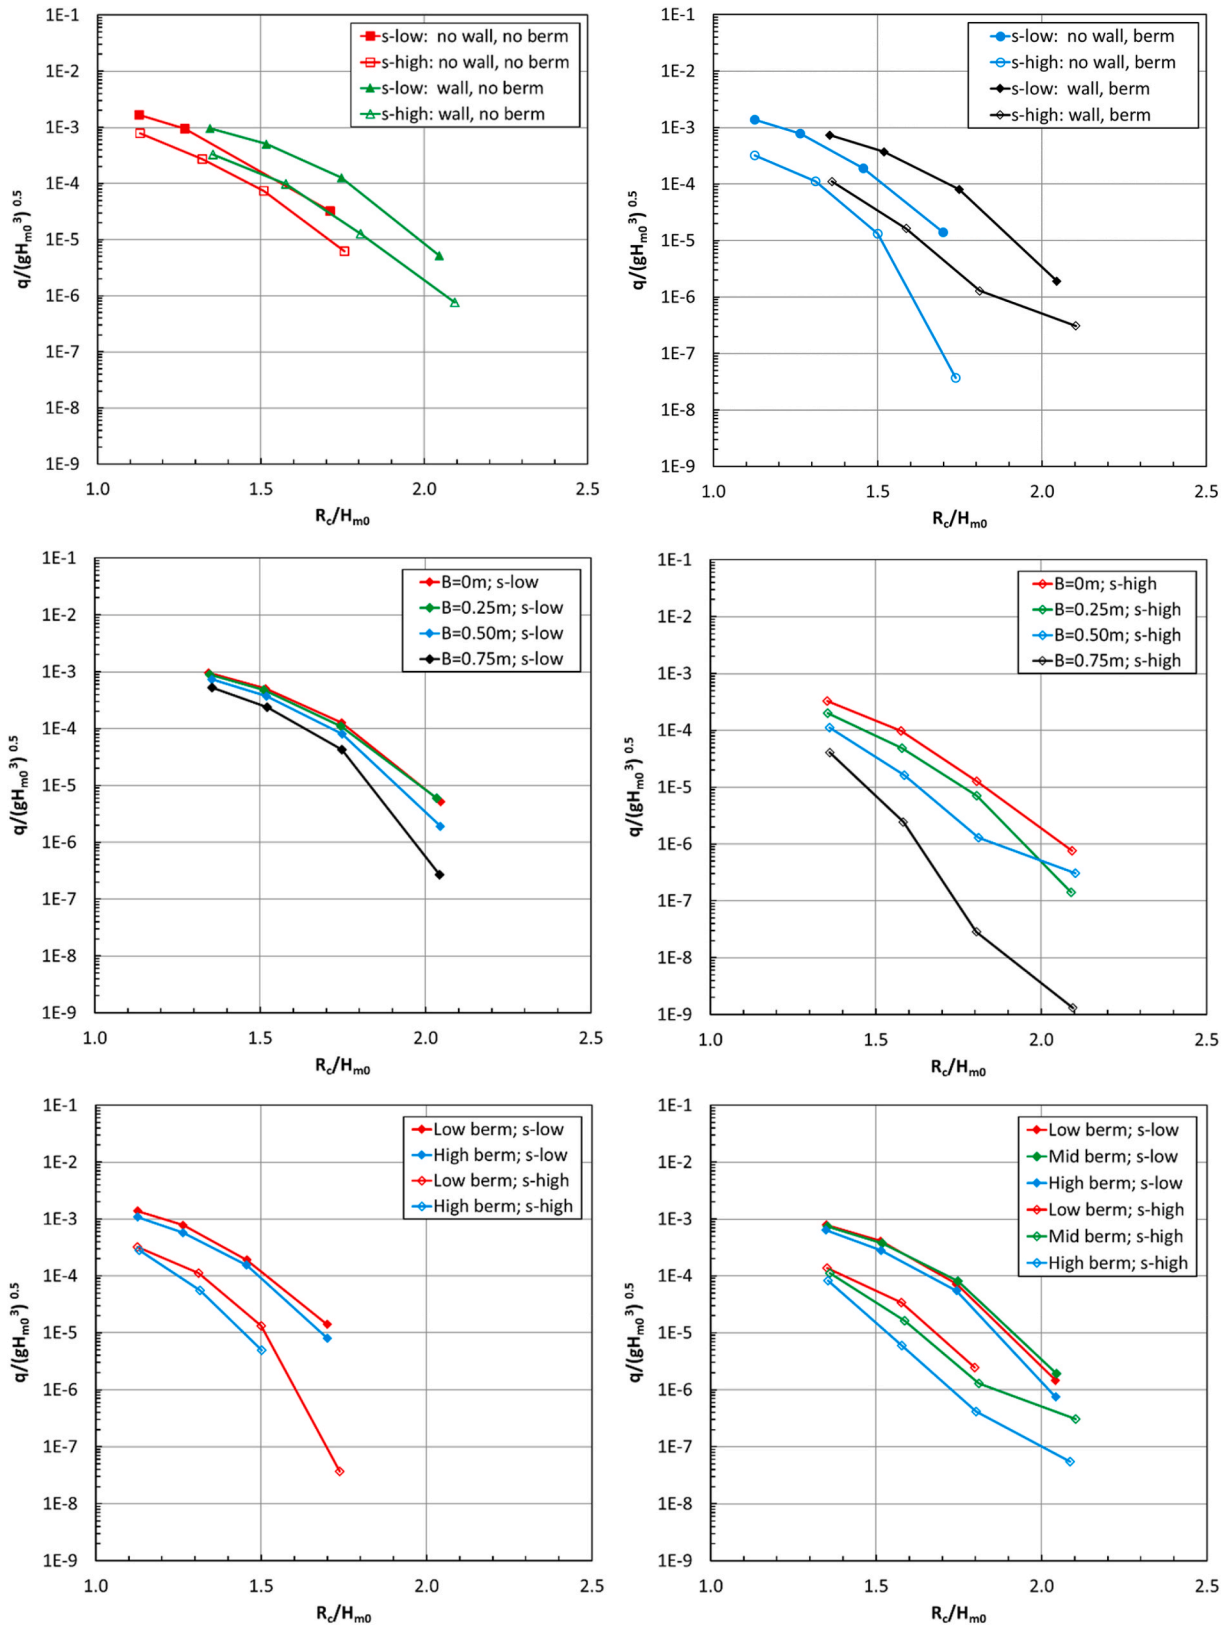 1E-1
1E-2
1E-3
1E-4
1E-5
1E-6
1E-7
1E-8
1E-9
q/(gHm0 3) 0.5
1.0 1.5 2.0 2.5
Rc/Hm0
s-low: no wall, no berm
s-high: no wall, no berm
s-low: wall, no berm
s-high: wall, no berm
1E-1
1E-2
1E-3
1E-4
1E-5
1E-6
1E-7
1E-8
1E-9
q/(gHm0 3) 0.5
1.0 1.5 2.0 2.5
Rc/Hm0
s-low: no wall, berm
s-high: no wall, berm
s-low: wall, berm
s-high: wall, berm
1E-1
1E-2
1E-3
1E-4
1E-5
1E-6
1E-7
1E-8
1E-9
q/(gHm0 3) 0.5
1.0 1.5 2.0 2.5
Rc/Hm0
B=0m; s-low
B=0.25m; s-low
B=0.50m; s-low
B=0.75m; s-low
1E-1
1E-2
1E-3
1E-4
1E-5
1E-6
1E-7
1E-8
1E-9
q/(gHm0 3) 0.5
1.0 1.5 2.0 2.5
Rc/Hm0
B=0m; s-high
B=0.25m; s-high
B=0.50m; s-high
B=0.75m; s-high
1E-1
1E-2
1E-3
1E-4
1E-5
1E-6
1E-7
1E-8
1E-9
q/(gHm0 3) 0.5
1.0 1.5 2.0 2.5
Rc/Hm0
Low berm; s-low
High berm; s-low
Low berm; s-high
High berm; s-high
1E-1
1E-2
1E-3
1E-4
1E-5
1E-6
1E-7
1E-8
1E-9
q/(gHm0 3) 0.5
1.0 1.5 2.0 2.5
Rc/Hm0
Low berm; s-low
Mid berm; s-low
High berm; s-low
Low berm; s-high
Mid berm; s-high
High berm; s-high